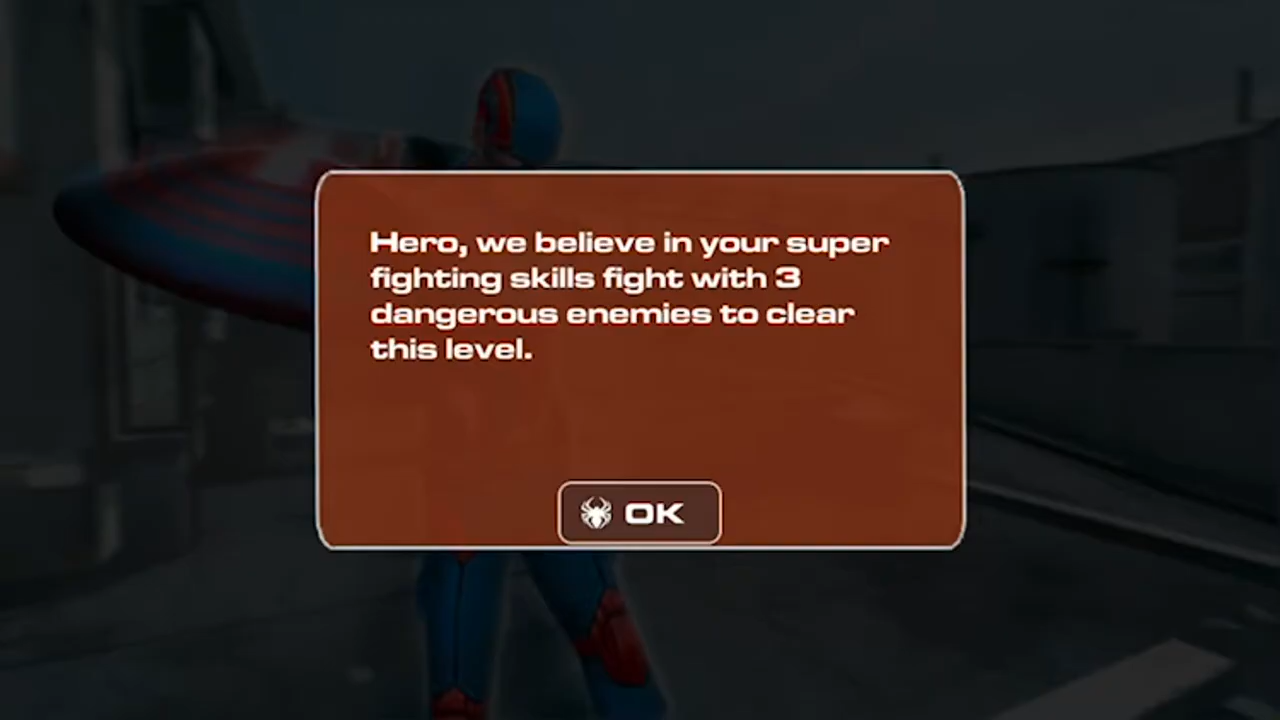 Hero, we believe in your super
fighting skills fight with 3
dangerous enemies to clear
this level.
OK